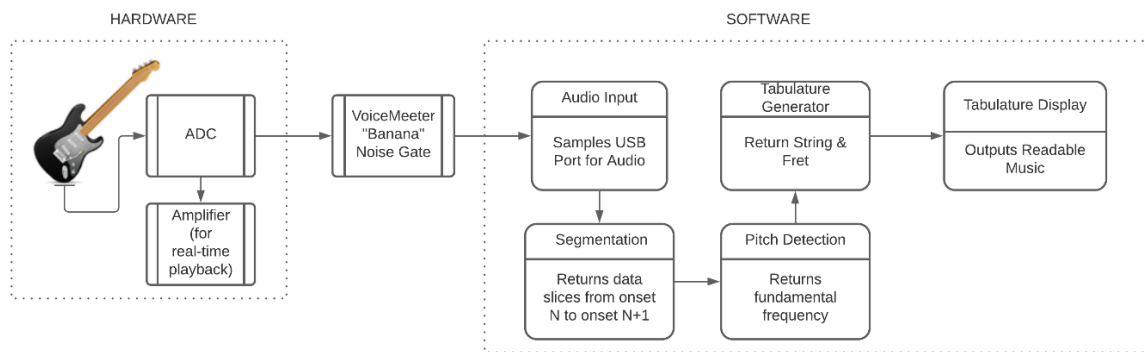 HARDWARE
SOFTWARE
ADC
Amplifier
(for
real-time
playback)
VoiceMeeter
"Banana"
Noise Gate
Audio Input
Samples USB
Port for Audio
Segmentation
Returns data
slices from onset
N to onset N+1
Pitch Detection
Returns
fundamental
frequency
Tabulature
Generator
Return String &
Fret
Tabulature Display
Outputs Readable
Music